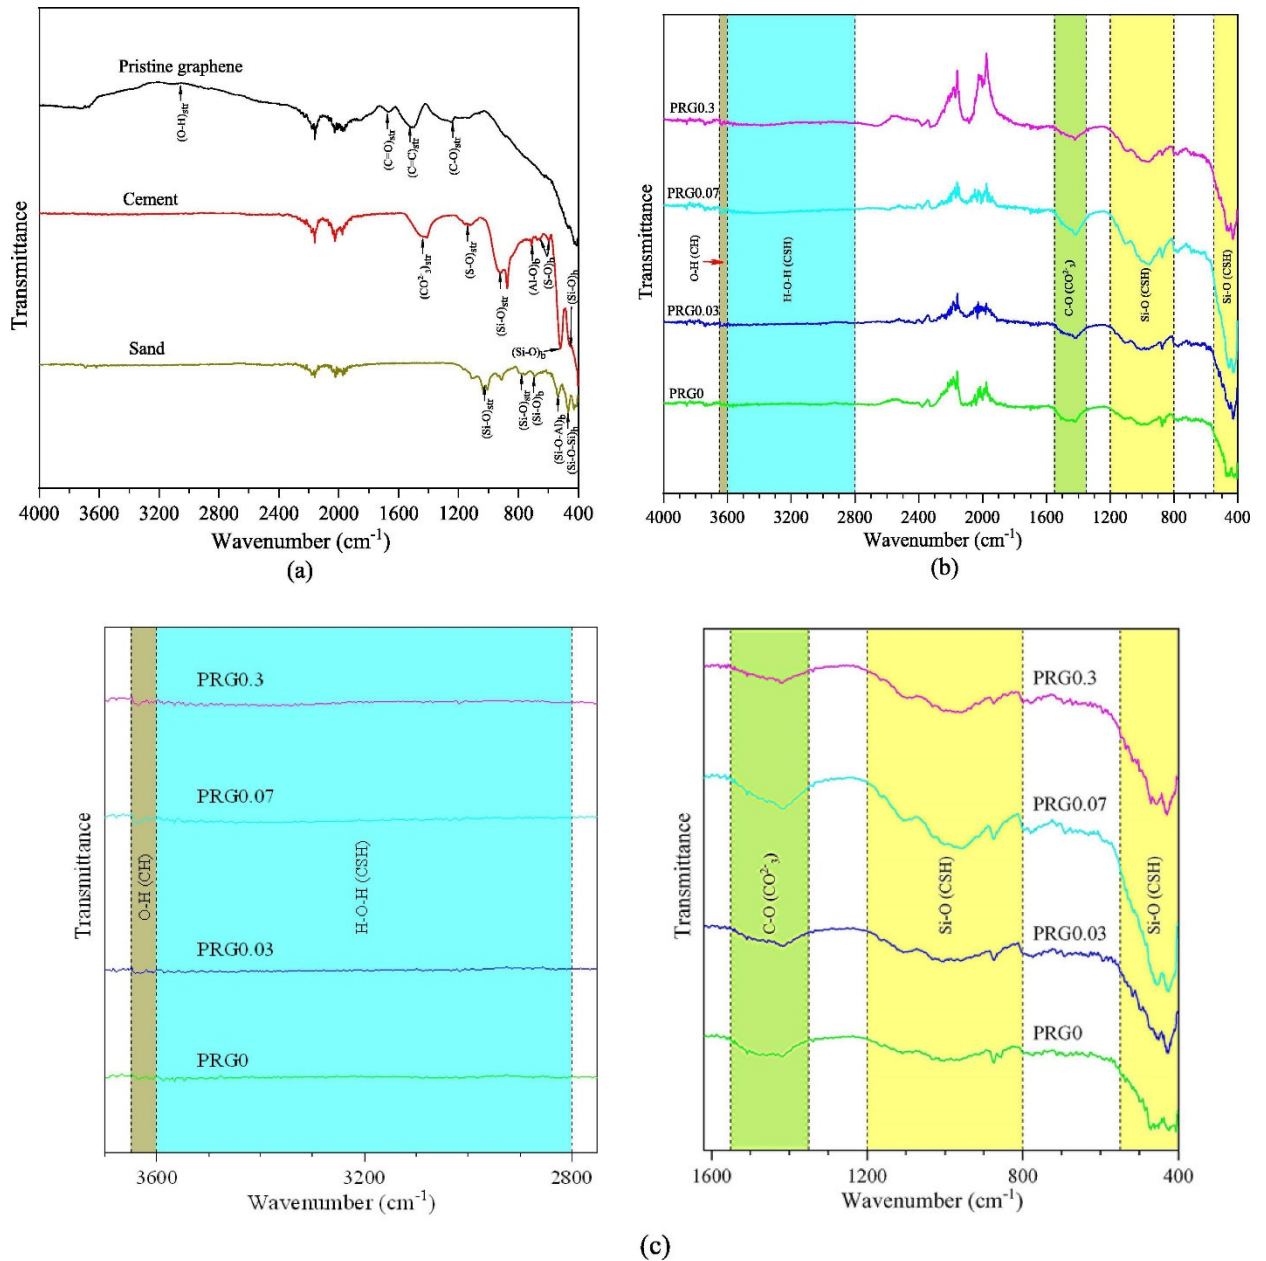 Pristine graphene
(O-H)str
(C=O)str
(C=C)str
(C-O)str
Cement
(CO²⁻₃)str
(S-O)str
(Si-O)str
(Al-O)b
(S-O)b
(Si-O)b
(Si-O)b
Sand
(Si-O)str
(Si-O)str
(Si-O)b
(Si-O-Al)b
(Si-O-Si)b
Transmittance
4000 3600 3200 2800 2400 2000 1600 1200 800 400
Wavenumber (cm⁻¹)
(a)
PRG0.3
PRG0.07
PRG0.03
PRG0
O-H (CH)
H-O-H (CSH)
C-O (CO²⁻₃)
Si-O (CSH)
Si-O (CSH)
Transmittance
4000 3600 3200 2800 2400 2000 1600 1200 800 400
Wavenumber (cm⁻¹)
(b)
PRG0.3
PRG0.07
PRG0.03
PRG0
O-H (CH)
H-O-H (CSH)
Transmittance
3600 3200 2800
Wavenumber (cm⁻¹)
PRG0.3
PRG0.07
PRG0.03
PRG0
C-O (CO²⁻₃)
Si-O (CSH)
Si-O (CSH)
Transmittance
1600 1200 800 400
Wavenumber (cm⁻¹)
(c)